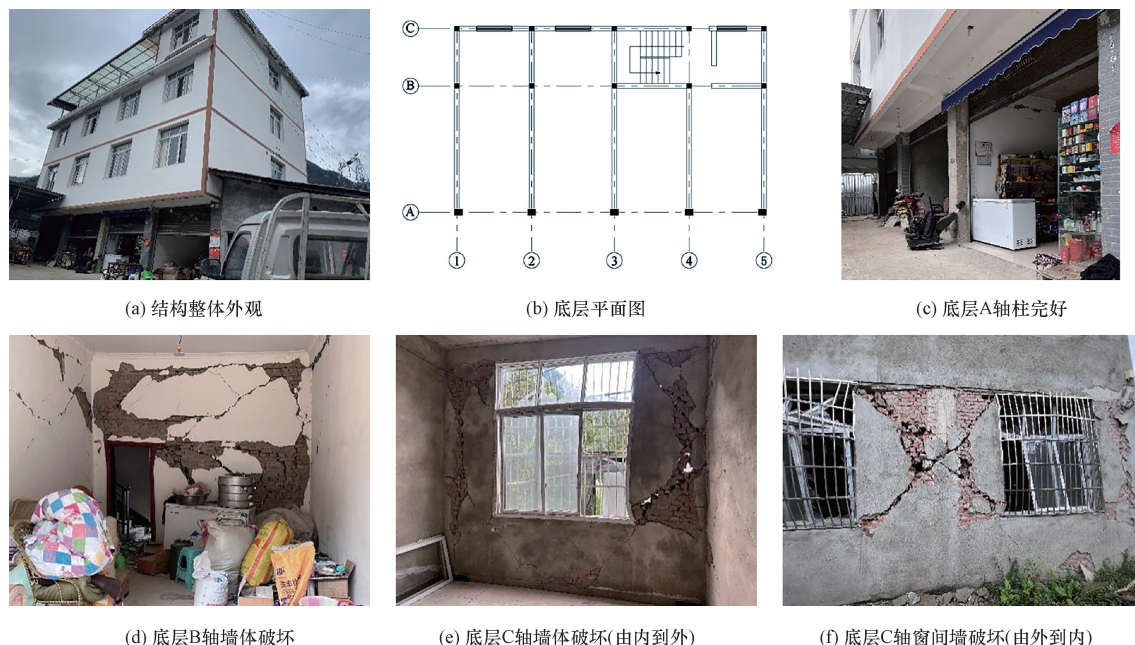 C
B
A
1
2
3
4
5
(a) 结构整体外观
(b) 底层平面图
(c) 底层A轴柱完好
(d) 底层B轴墙体破坏
(e) 底层C轴墙体破坏(由内到外)
(f) 底层C轴窗间墙破坏(由外到内)